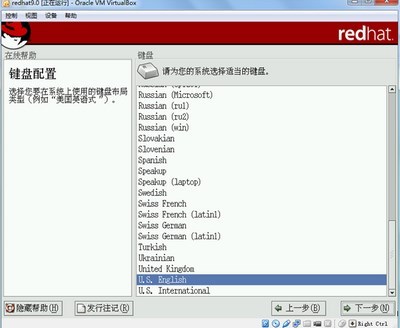 redhat9.0 [正在运行] - Oracle VM VirtualBox
控制 视图 设备 帮助
redhat.
在线帮助
键盘配置
选择您要在系统上使用的键盘布局
类型(例如“美国英语式”)。
键盘
请为您的系统选择适当的键盘。
Russian (Microsoft)
Russian (ru1)
Russian (ru2)
Russian (win)
Slovakian
Slovenian
Spanish
Speakup
Speakup (laptop)
Swedish
Swiss French
Swiss French (latin1)
Swiss German
Swiss German (latin1)
Turkish
Ukrainian
United Kingdom
U.S. English
U.S. International
隐藏帮助(H)
发行注记(R)
上一步(B)
下一步(N)
Right Ctrl